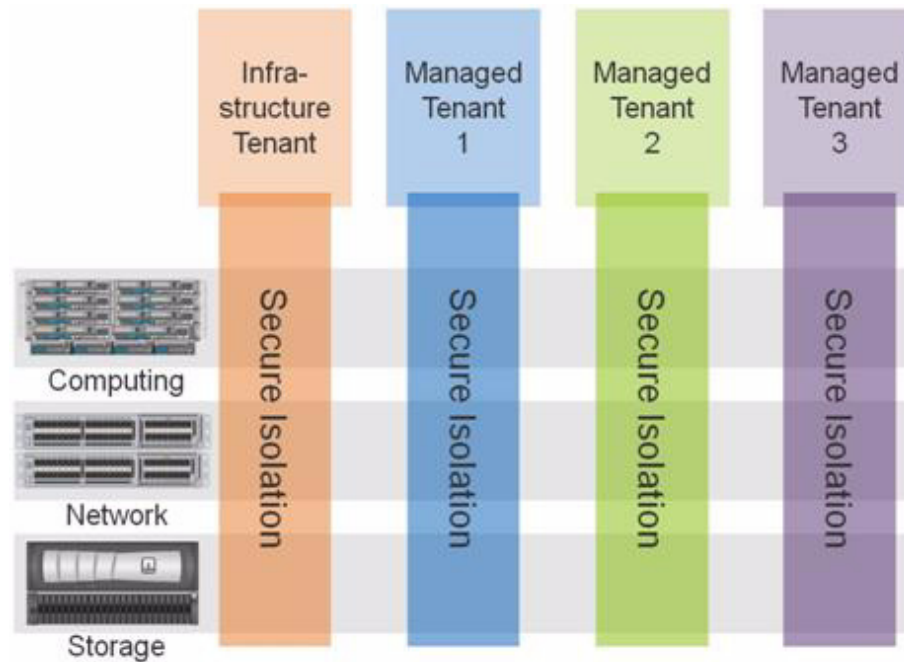 Infra-
structure
Tenant
Managed
Tenant
1
Managed
Tenant
2
Managed
Tenant
3
Secure Isolation
Secure Isolation
Secure Isolation
Secure Isolation
Computing
Network
Storage